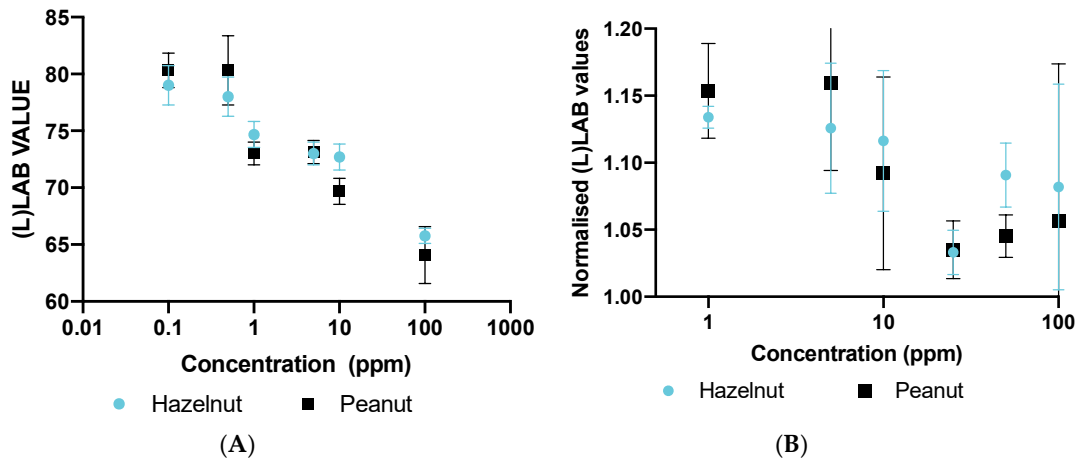 85
80
75
70
65
60
(L)LAB VALUE
0.01 0.1 1 10 100 1000
Concentration (ppm)
Hazelnut Peanut
(A)
1.20
1.15
1.10
1.05
1.00
Normalised (L)LAB values
1 10 100
Concentration (ppm)
Hazelnut Peanut
(B)